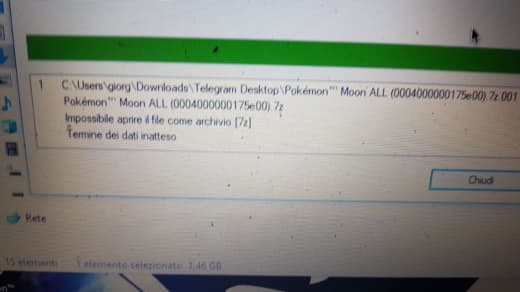 1 C:\Users\giorg\Downloads\Telegram Desktop\Pokémon™ Moon ALL (0004000000175e00).7z.001
Pokémon™ Moon ALL (0004000000175e00).7z
Impossibile aprire il file come archivio [7z]
Termine dei dati inatteso
Chiudi
Rete
15 elementi 1 elemento selezionato 1,46 GB